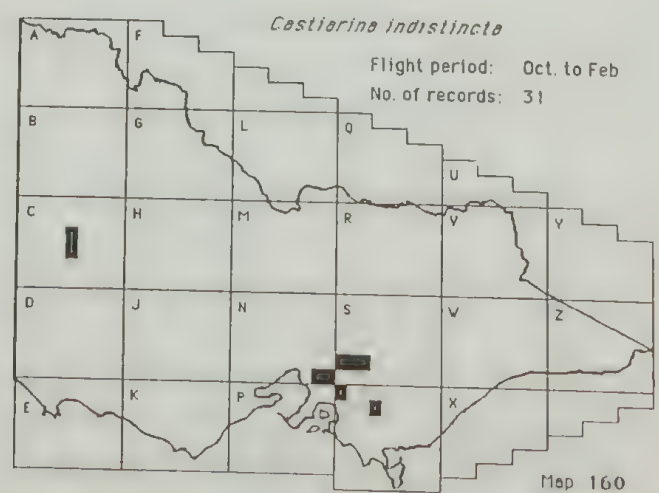 Castiarina indistincta
Flight period: Oct. to Feb
No. of records: 31
A F
B G L Q
U
C H M R V Y
D J N S W Z
E K P X
Map 160